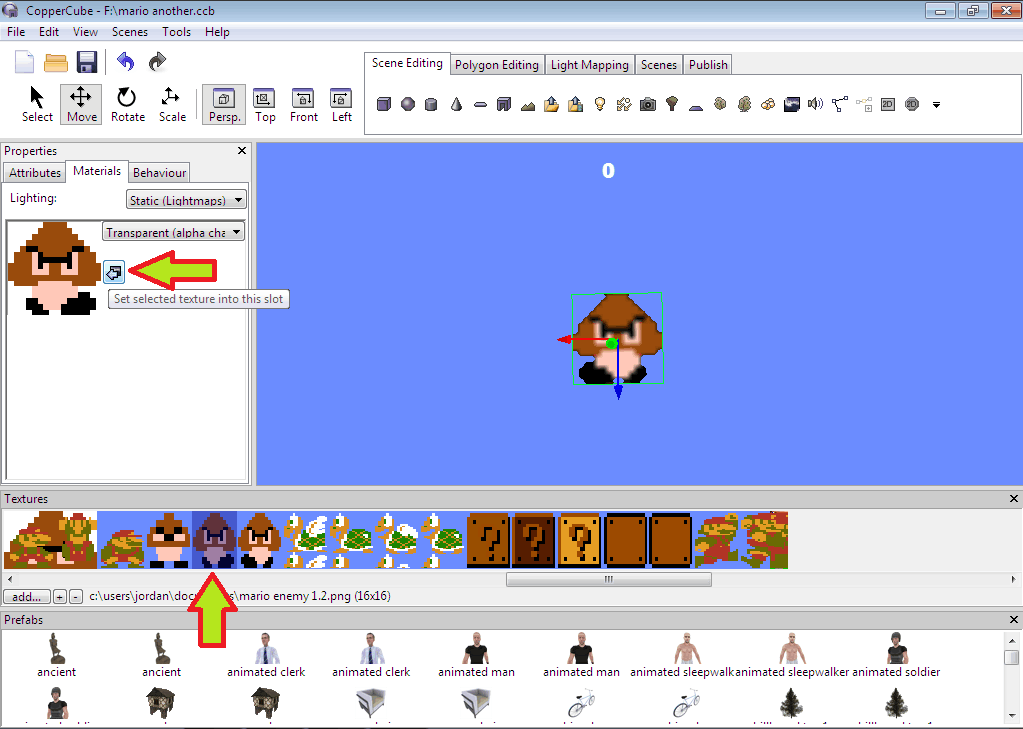 CopperCube - F:\mario another.ccb
File Edit View Scenes Tools Help
Scene Editing Polygon Editing Light Mapping Scenes Publish
Select Move Rotate Scale Persp. Top Front Left
2D 2D
Properties
Attributes Materials Behaviour
Lighting: Static (Lightmaps)
Transparent (alpha cha
Set selected texture into this slot
0
Textures
? ? ?
add... + - c:\users\jordan\docu s\mario enemy 1.2.png (16x16)
Prefabs
ancient ancient animated clerk animated clerk animated man animated man animated sleepwalk animated sleepwalker animated soldier